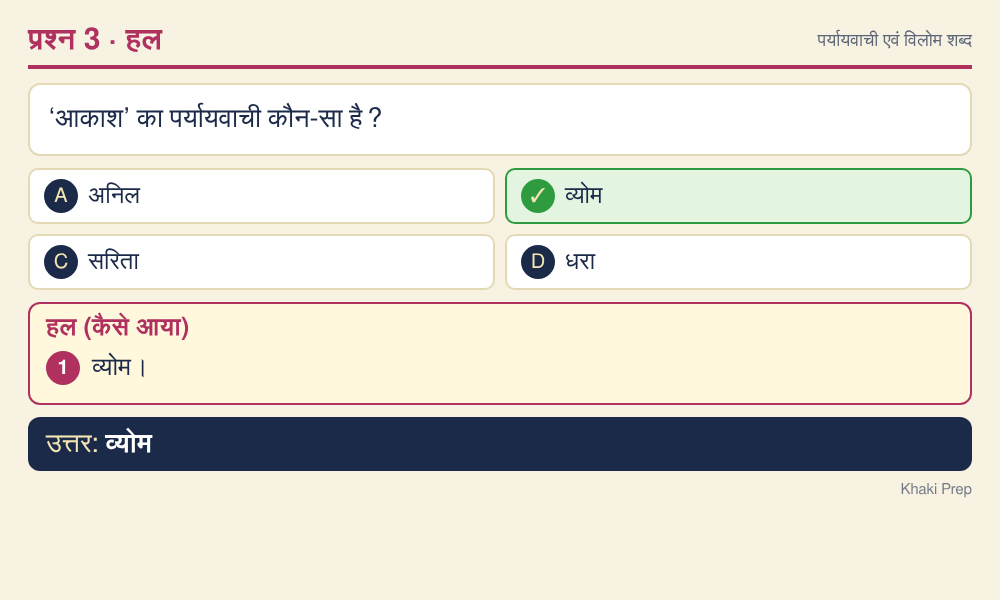 प्रश्न 3 · हल
पर्यायवाची एवं विलोम शब्द
‘आकाश’ का पर्यायवाची कौन-सा है ?
A अनिल
✓ व्योम
C सरिता
D धरा
हल (कैसे आया)
1 व्योम।
उत्तर: व्योम
Khaki Prep